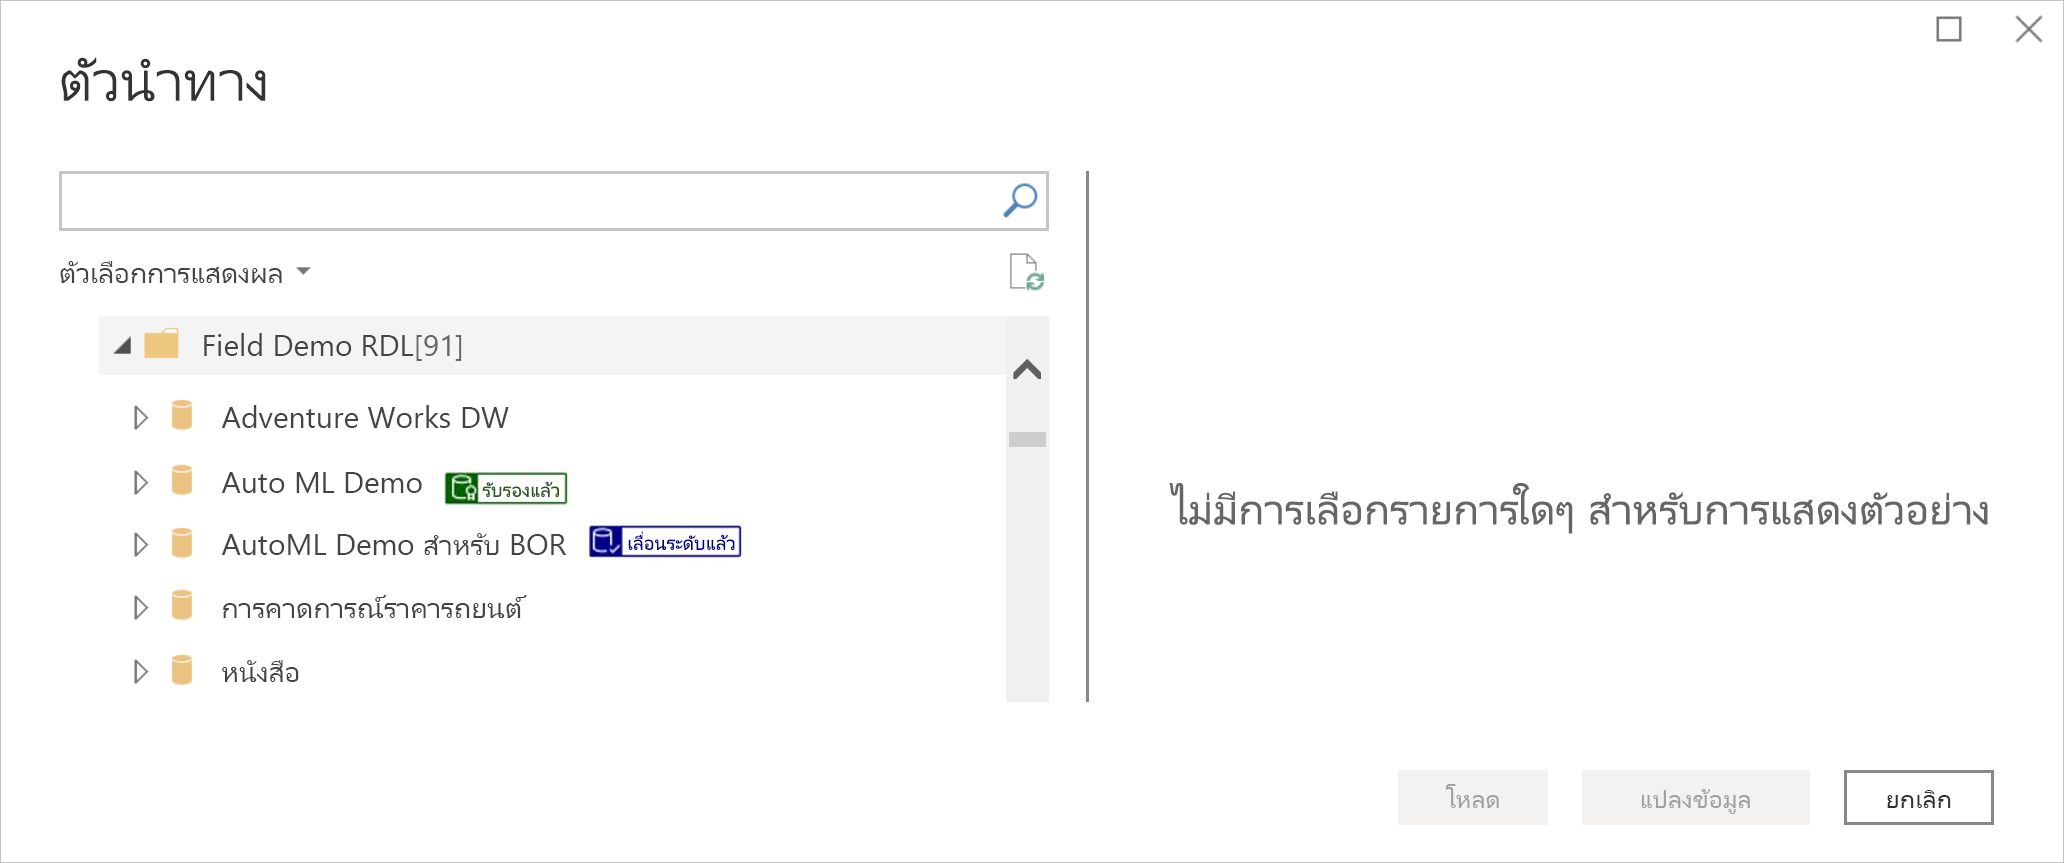 ตัวนำทาง
ตัวเลือกการแสดงผล
Field Demo RDL[91]
Adventure Works DW
Auto ML Demo รับรองแล้ว
AutoML Demo สำหรับ BOR เลื่อนระดับแล้ว
การคาดการณ์ราคารถยนต์
หนังสือ
ไม่มีการเลือกรายการใดๆ สำหรับการแสดงตัวอย่าง
โหลด แปลงข้อมูล ยกเลิก